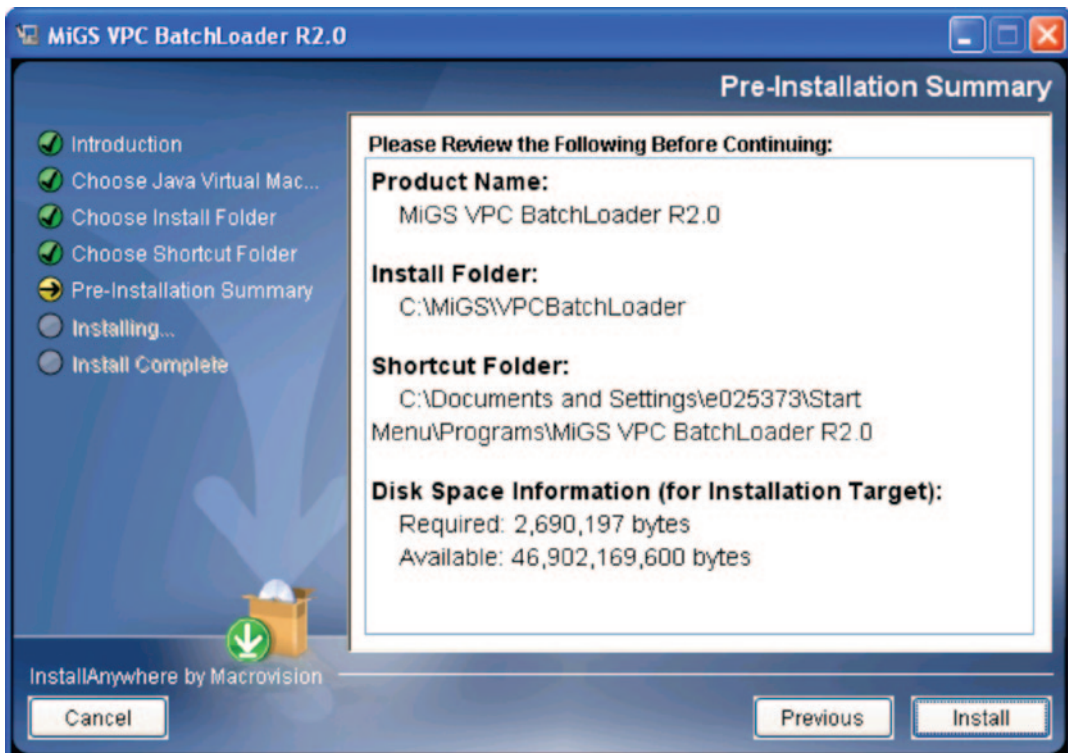 MiGS VPC BatchLoader R2.0
Pre-Installation Summary
Introduction
Choose Java Virtual Mac...
Choose Install Folder
Choose Shortcut Folder
Pre-Installation Summary
Installing...
Install Complete
Please Review the Following Before Continuing:
Product Name:
MiGS VPC BatchLoader R2.0
Install Folder:
C:\MiGS\VPCBatchLoader
Shortcut Folder:
C:\Documents and Settings\e025373\Start
Menu\Programs\MiGS VPC BatchLoader R2.0
Disk Space Information (for Installation Target):
Required: 2,690,197 bytes
Available: 46,902,169,600 bytes
InstallAnywhere by Macrovision
Cancel
Previous
Install